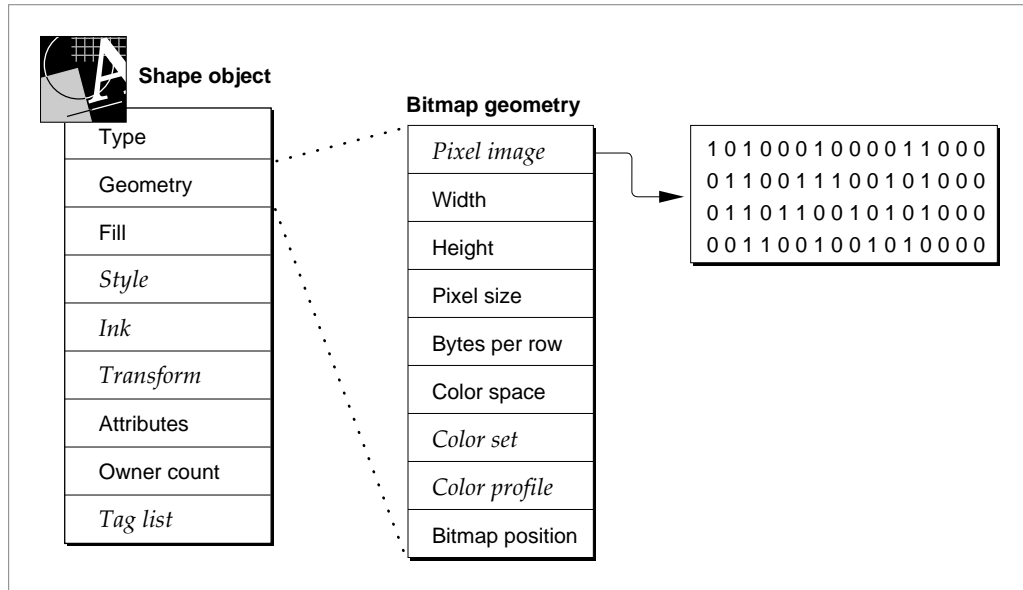 Shape object
Type
Geometry
Fill
Style
Ink
Transform
Attributes
Owner count
Tag list
Bitmap geometry
Pixel image
Width
Height
Pixel size
Bytes per row
Color space
Color set
Color profile
Bitmap position
1 0 1 0 0 0 1 0 0 0 0 1 1 0 0 0
0 1 1 0 0 1 1 1 0 0 1 0 1 0 0 0
0 1 1 0 1 1 0 0 1 0 1 0 1 0 0 0
0 0 1 1 0 0 1 0 0 1 0 1 0 0 0 0